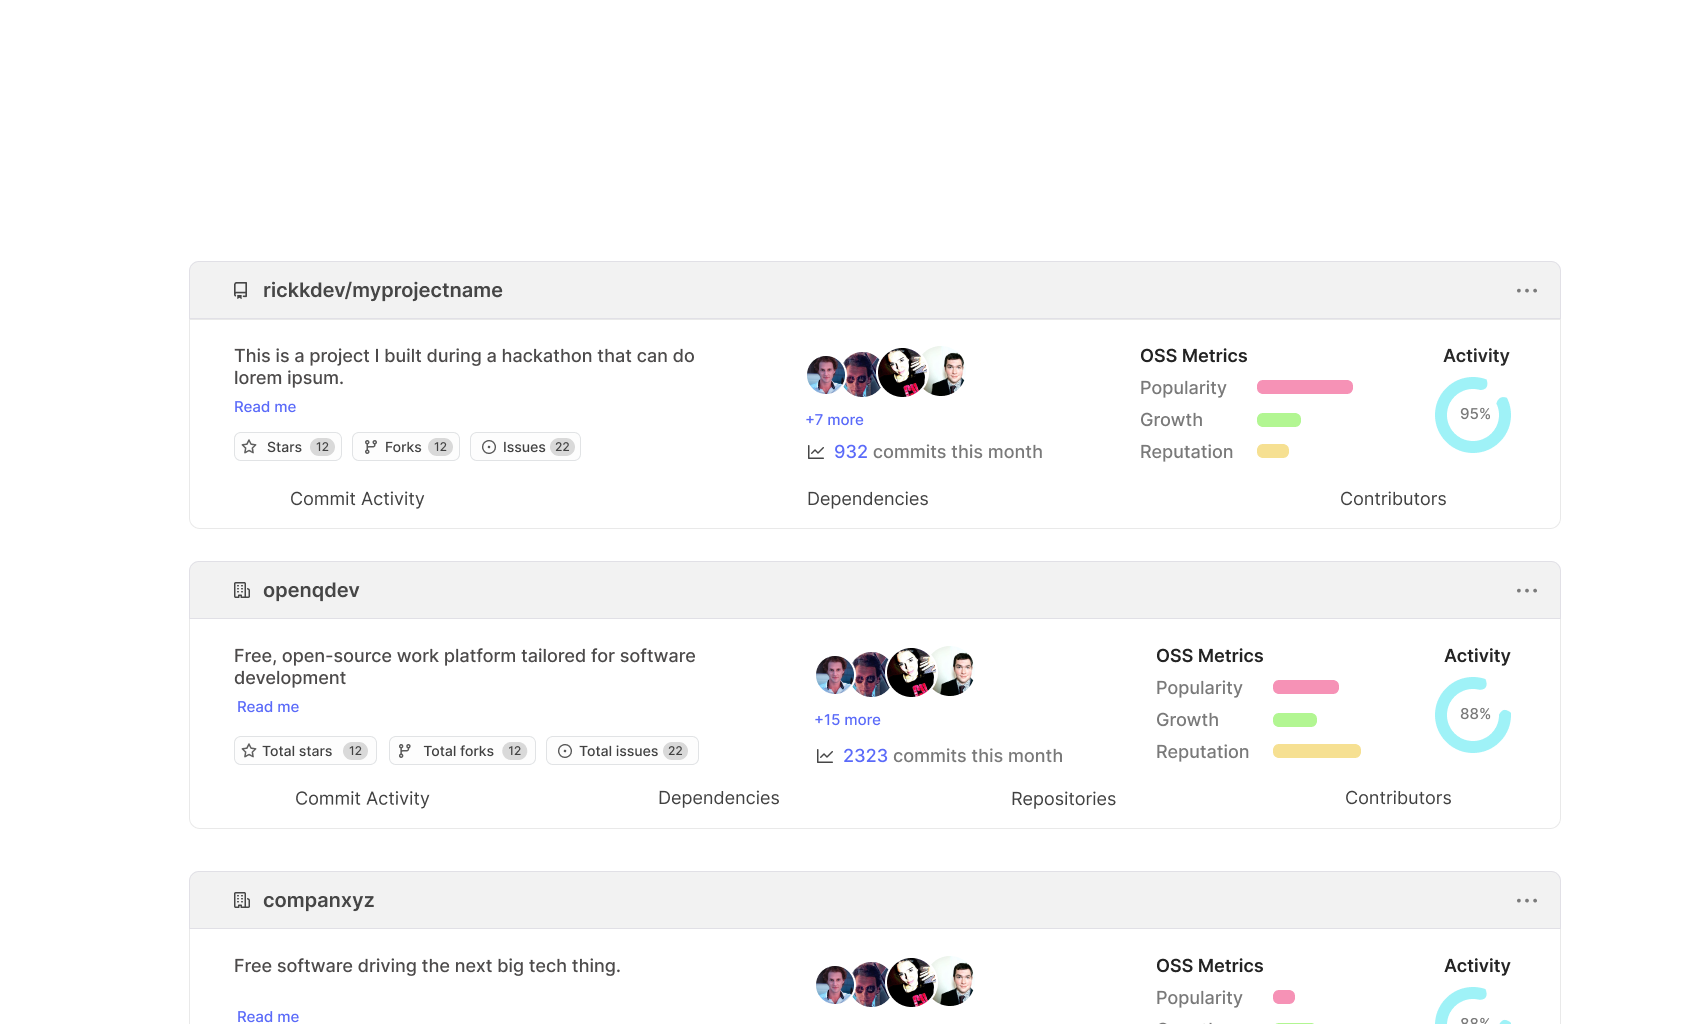 rickkdev/myprojectname
This is a project I built during a hackathon that can do
lorem ipsum.
Read me
Stars 12 Forks 12 Issues 22
+7 more
932 commits this month
OSS Metrics
Popularity
Growth
Reputation
Activity
95%
Commit Activity Dependencies Contributors
openqdev
Free, open-source work platform tailored for software
development
Read me
Total stars 12 Total forks 12 Total issues 22
+15 more
2323 commits this month
OSS Metrics
Popularity
Growth
Reputation
Activity
88%
Commit Activity Dependencies Repositories Contributors
companxyz
Free software driving the next big tech thing.
Read me
OSS Metrics
Popularity
Activity
88%